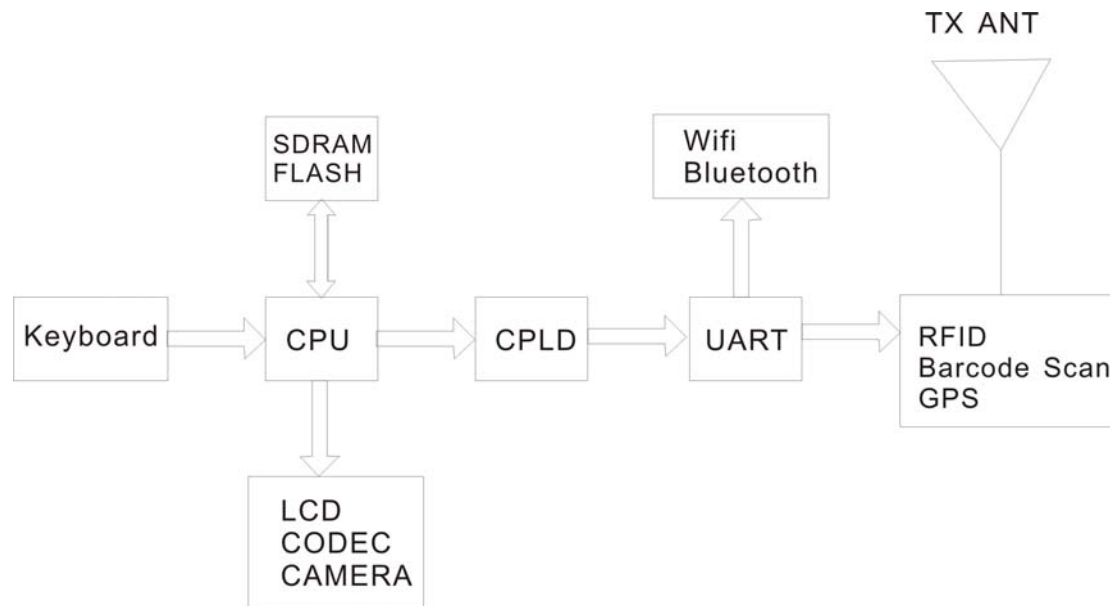 TX ANT
SDRAM
FLASH
Wifi
Bluetooth
Keyboard
CPU
CPLD
UART
RFID
Barcode Scan
GPS
LCD
CODEC
CAMERA